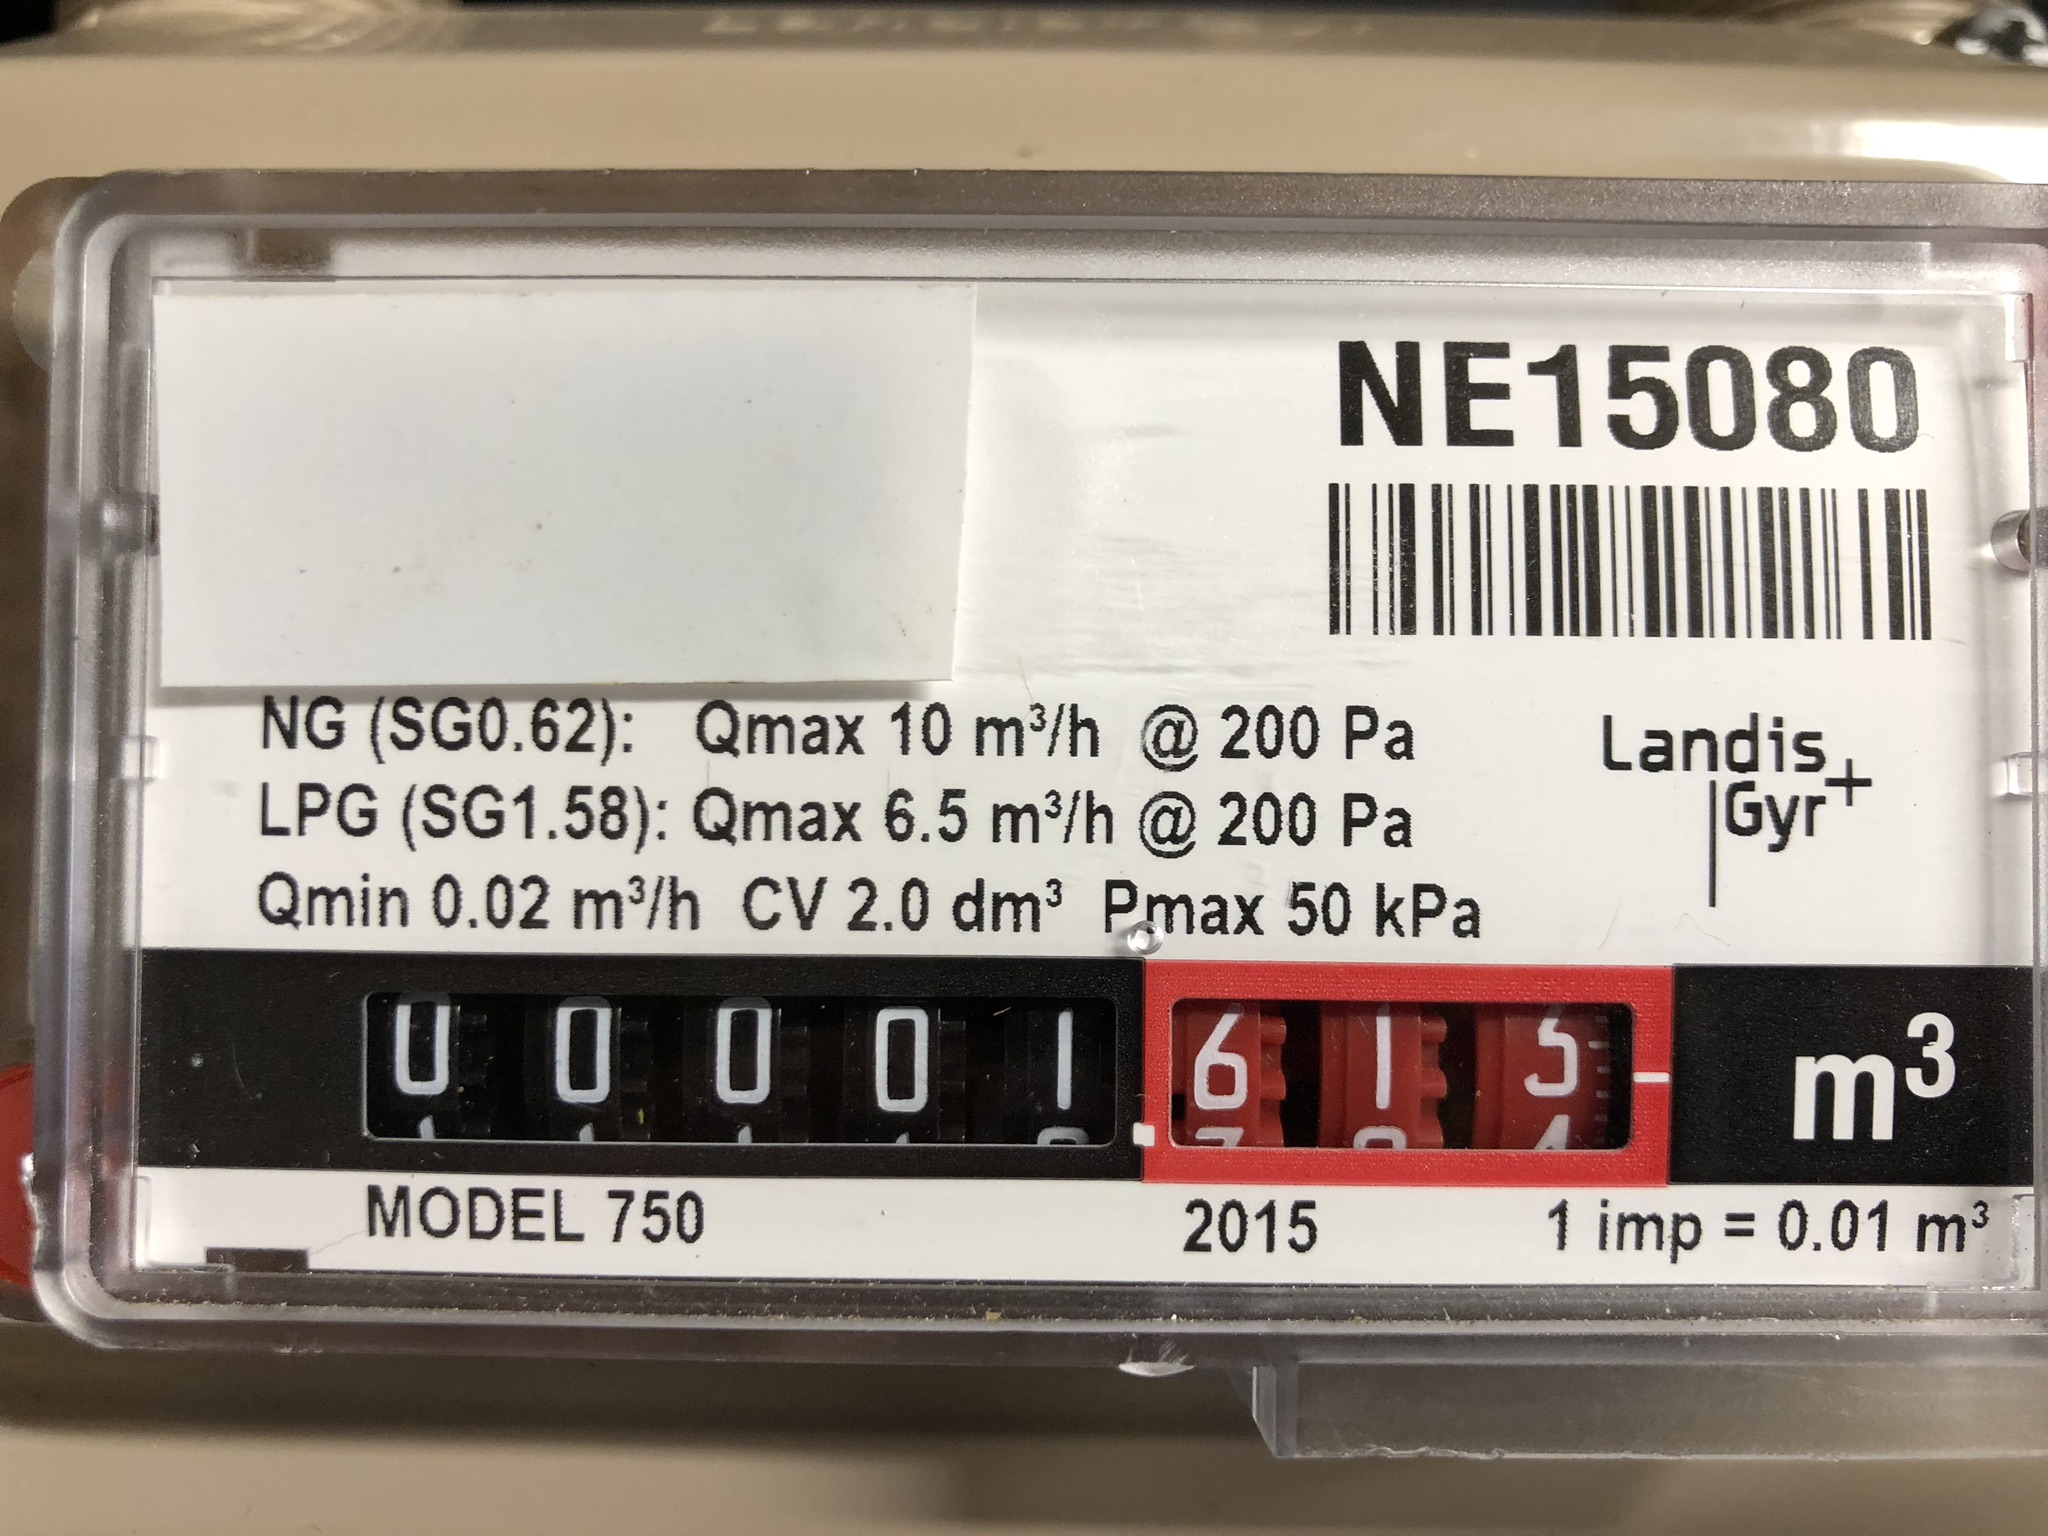 NE15080
NG (SG0.62): Qmax 10 m³/h @ 200 Pa
LPG (SG1.58): Qmax 6.5 m³/h @ 200 Pa
Qmin 0.02 m³/h CV 2.0 dm³ Pmax 50 kPa
Landis
Gyr+
00001 613 m³
MODEL 750 2015 1 imp = 0.01 m³